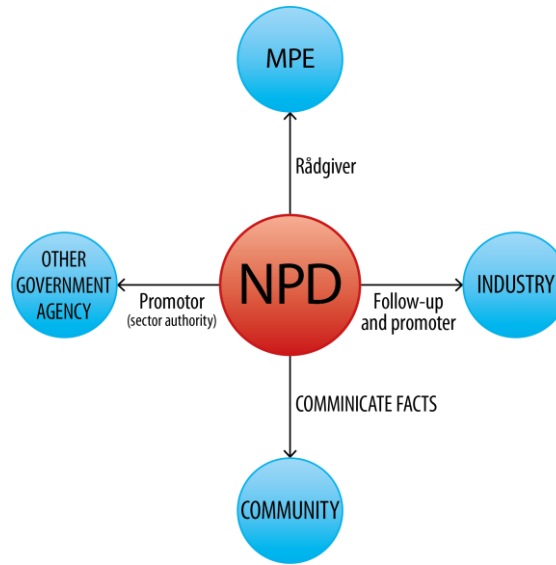 MPE
Rådgiver
OTHER
GOVERNMENT
AGENCY
Promotor
(sector authority)
NPD
Follow-up
and promoter
INDUSTRY
COMMINICATE FACTS
COMMUNITY